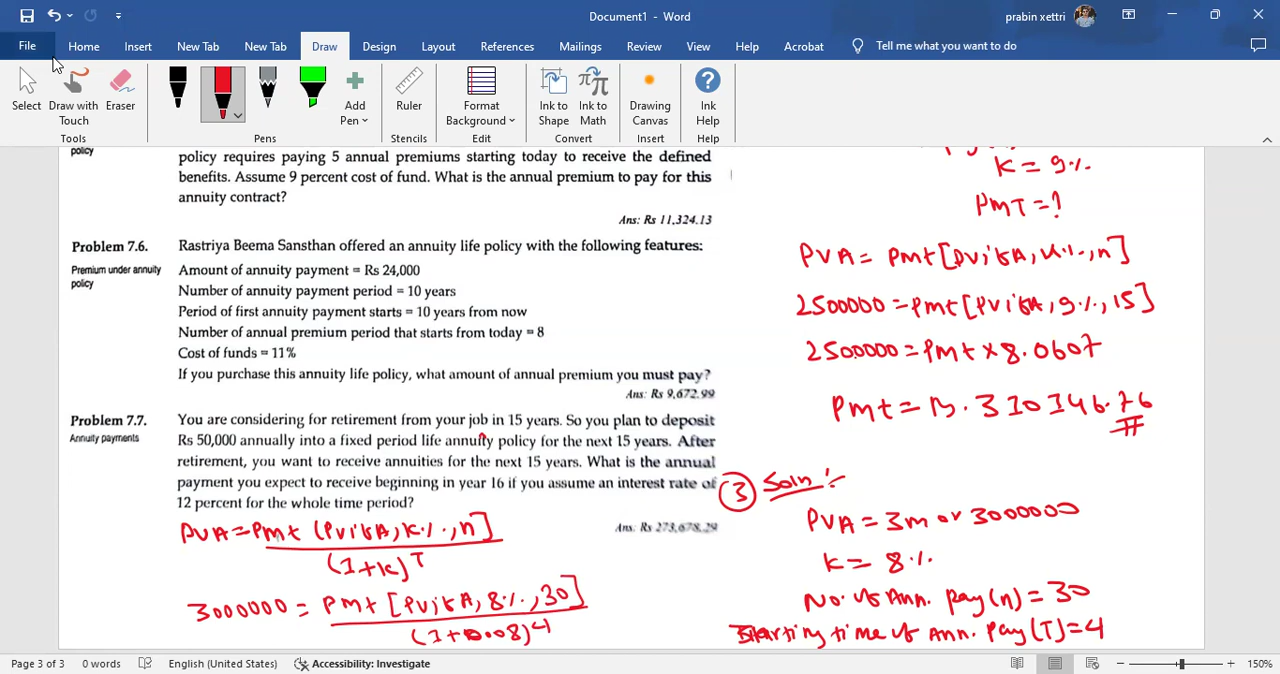 Document1 - Word
prabin xettri
File Home Insert New Tab New Tab Draw Design Layout References Mailings Review View Help Acrobat Tell me what you want to do
Select Draw with Touch Eraser Add Pen Ruler Format Background Ink to Shape Ink to Math Drawing Canvas Ink Help
Tools Pens Stencils Edit Convert Insert Help
policy
policy requires paying 5 annual premiums starting today to receive the defined
benefits. Assume 9 percent cost of fund. What is the annual premium to pay for this
annuity contract?
Ans: Rs 11,324.13
Problem 7.6.
Premium under annuity
policy
Rastriya Beema Sansthan offered an annuity life policy with the following features:
Amount of annuity payment = Rs 24,000
Number of annuity payment period = 10 years
Period of first annuity payment starts = 10 years from now
Number of annual premium period that starts from today = 8
Cost of funds = 11%
If you purchase this annuity life policy, what amount of annual premium you must pay?
Ans: Rs 9,672.99
Problem 7.7.
Annuity payments
You are considering for retirement from your job in 15 years. So you plan to deposit
Rs 50,000 annually into a fixed period life annuity policy for the next 15 years. After
retirement, you want to receive annuities for the next 15 years. What is the annual
payment you expect to receive beginning in year 16 if you assume an interest rate of
12 percent for the whole time period?
Ans: Rs 273,678.29
PVA = Pmt (PvifA, K%, n]
(1+K)^T
3000000 = Pmt [PvifA, 8%, 30]
(1+0.08)^4
K = 9%
PMT = ?
PVA = Pmt [PvifA, K%, n]
2500000 = Pmt [PvifA, 9%, 15]
2500000 = Pmt × 8.0607
310146.76
3 Soln:
PVA = 3m or 3000000
K = 8%
No. of Ann. pay (n) = 30
Starting time of Ann. Pay (T) = 4
Page 3 of 3 0 words English (United States) Accessibility: Investigate 150%